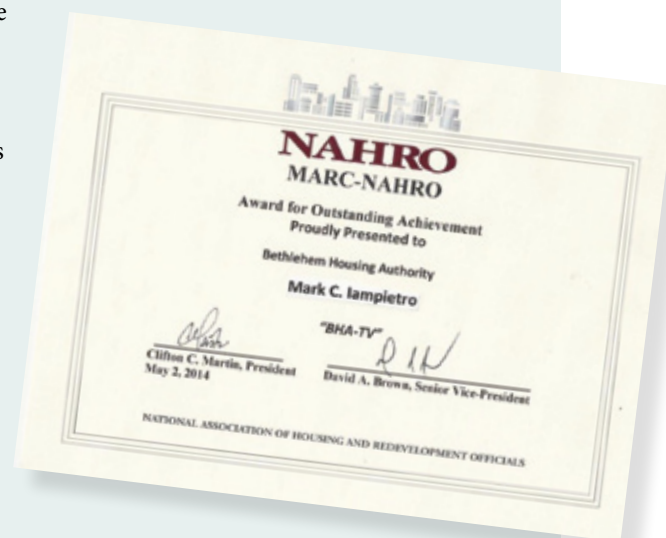 e
s
NAHRO
MARC-NAHRO
Award for Outstanding Achievement
Proudly Presented to
Bethlehem Housing Authority
Mark C. Iampietro
"BHA-TV"
Clifton C. Martin, President
May 2, 2014
David A. Brown, Senior Vice-President
NATIONAL ASSOCIATION OF HOUSING AND REDEVELOPMENT OFFICIALS